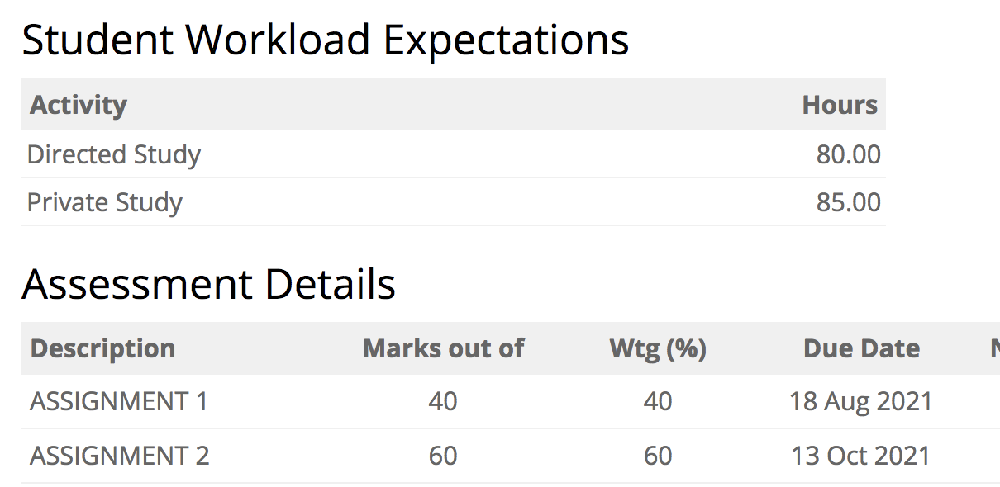 Student Workload Expectations
Activity Hours
Directed Study 80.00
Private Study 85.00
Assessment Details
Description Marks out of Wtg (%) Due Date
ASSIGNMENT 1 40 40 18 Aug 2021
ASSIGNMENT 2 60 60 13 Oct 2021